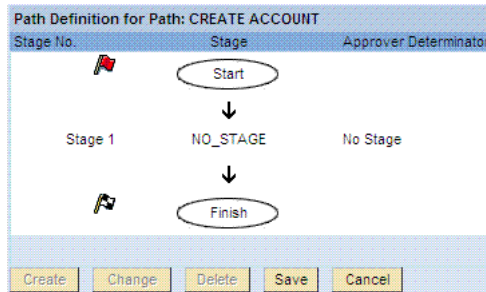 Path Definition for Path: CREATE ACCOUNT
Stage No. Stage Approver Determinator
Start
Stage 1 NO_STAGE No Stage
Finish
Create Change Delete Save Cancel